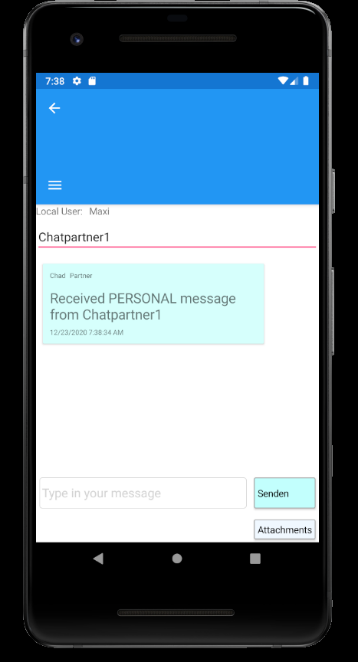 7:38
Local User: Maxi
Chatpartner1
Chad Partner
Received PERSONAL message
from Chatpartner1
12/23/2020 7:38:34 AM
Type in your message
Senden
Attachments